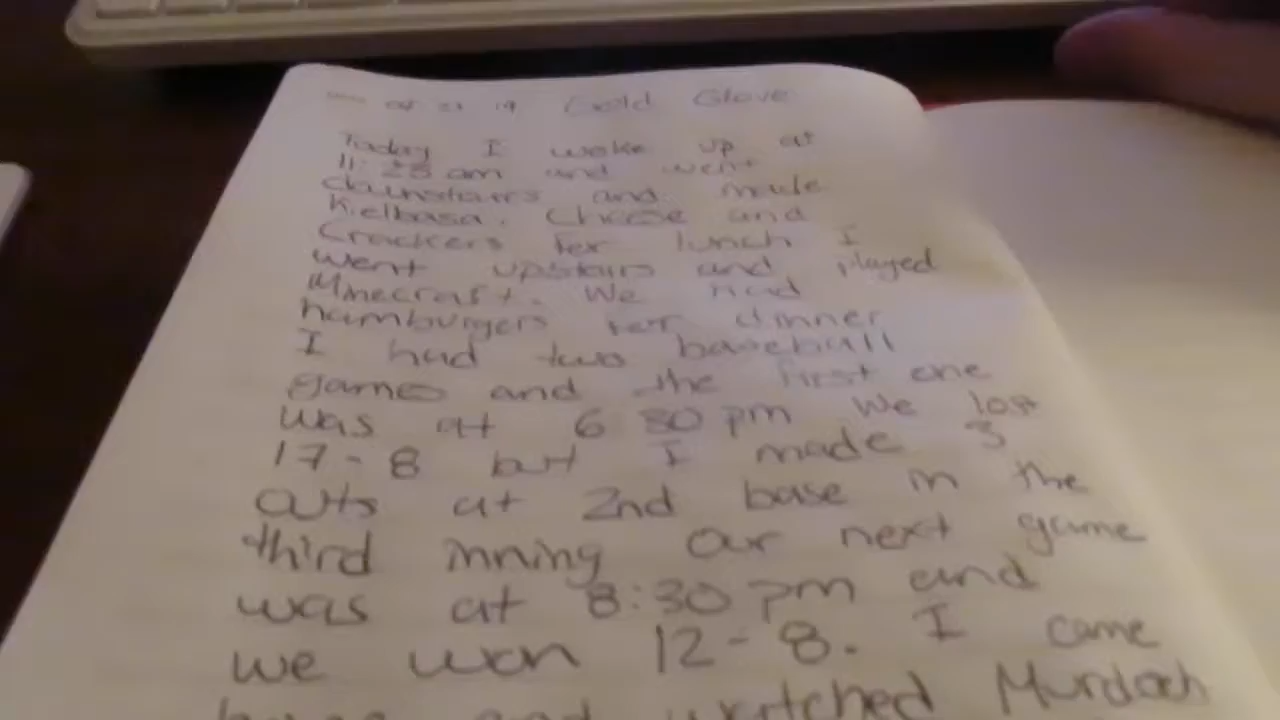 Gold Glove
Today I woke up at
11:25 am and went
downstairs and made
Kielbasa, Cheese and
Crackers for lunch I
went upstairs and played
Minecraft. We had
hamburgers for dinner
I had two baseball
games and the first one
was at 6 30 pm We lost
17-8 but I made 3
outs at 2nd base in the
third inning Our next game
was at 8:30 pm and
we won 12-8. I came
and watched Murdoch